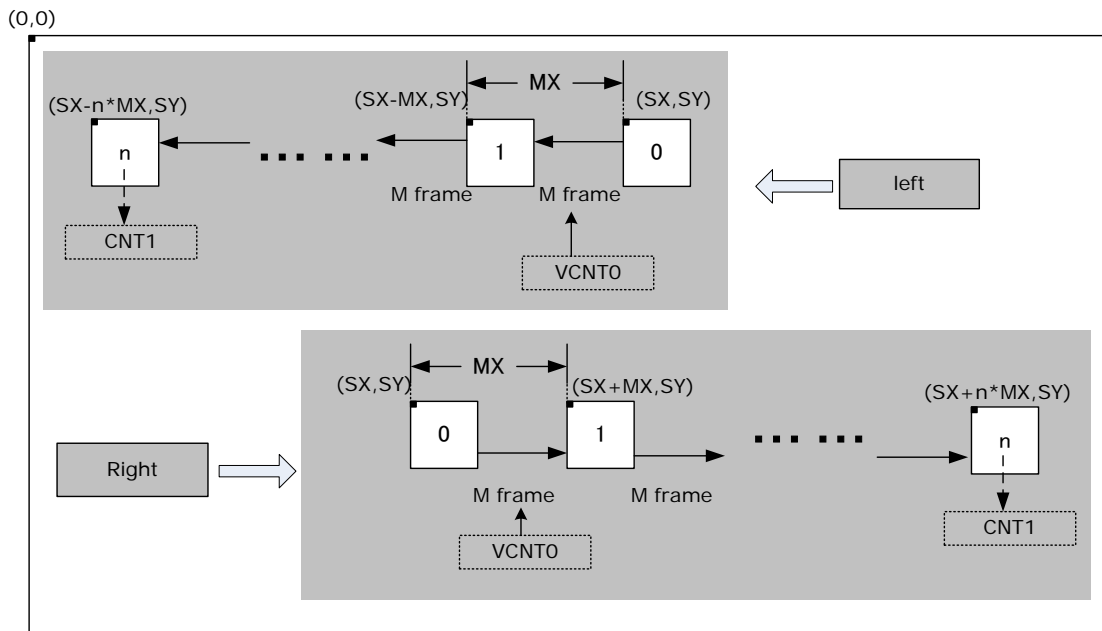 (0,0)
MX
(SX-n*MX,SY)
(SX-MX,SY)
(SX,SY)
n
1
0
M frame
M frame
left
CNT1
VCNT0
MX
(SX,SY)
(SX+MX,SY)
(SX+n*MX,SY)
0
1
n
Right
M frame
M frame
VCNT0
CNT1